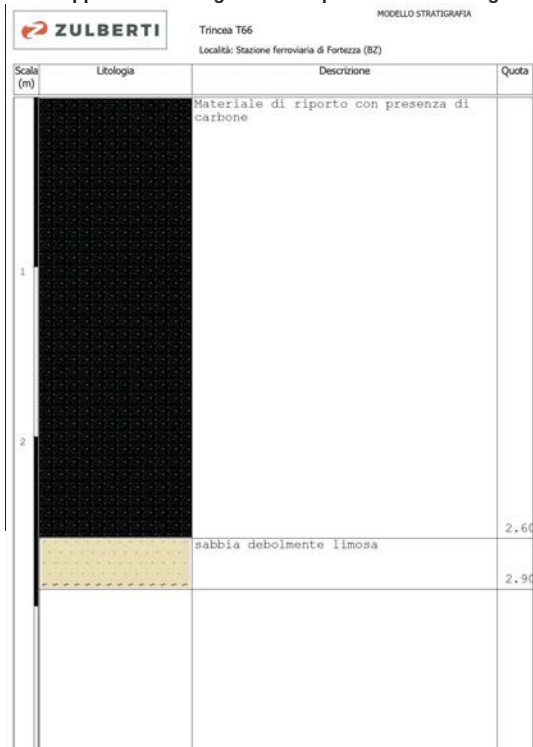 MODELLO STRATIGRAFIA
ZULBERTI
Trincea T66
Località: Stazione ferroviaria di Fortezza (BZ)
Scala (m)
Litologia
Descrizione
Quota
Materiale di riporto con presenza di
carbone
1
2
2.60
sabbia debolmente limosa
2.90